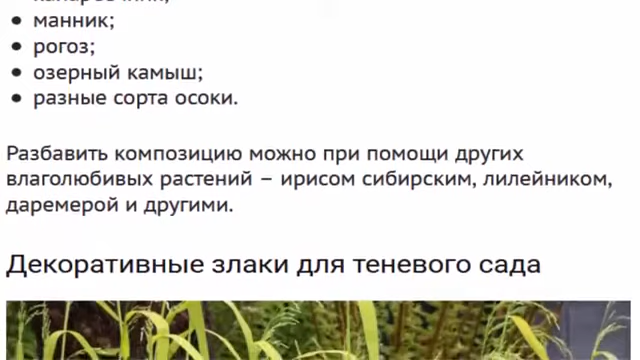 • манник;
• рогоз;
• озерный камыш;
• разные сорта осоки.
Разбавить композицию можно при помощи других
влаголюбивых растений – ирисом сибирским, лилейником,
даремерой и другими.
Декоративные злаки для теневого сада